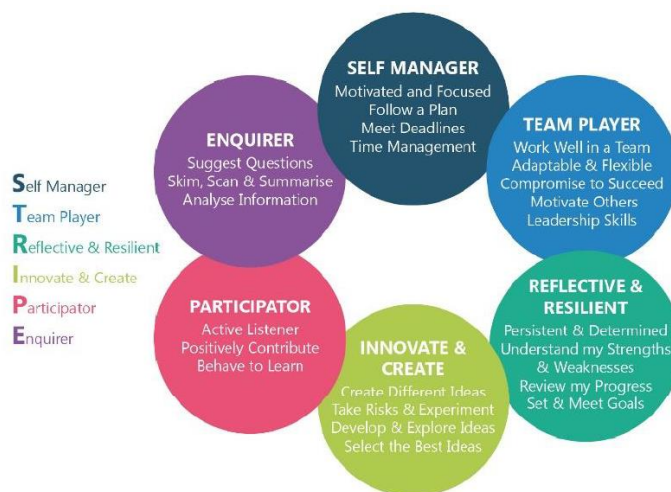 Self Manager
Team Player
Reflective & Resilient
Innovate & Create
Participator
Enquirer
SELF MANAGER
Motivated and Focused
Follow a Plan
Meet Deadlines
Time Management
TEAM PLAYER
Work Well in a Team
Adaptable & Flexible
Compromise to Succeed
Motivate Others
Leadership Skills
REFLECTIVE &
RESILIENT
Persistent & Determined
Understand my Strengths
& Weaknesses
Review my Progress
Set & Meet Goals
INNOVATE &
CREATE
Create Different Ideas
Take Risks & Experiment
Develop & Explore Ideas
Select the Best Ideas
PARTICIPATOR
Active Listener
Positively Contribute
Behave to Learn
ENQUIRER
Suggest Questions
Skim, Scan & Summarise
Analyse Information